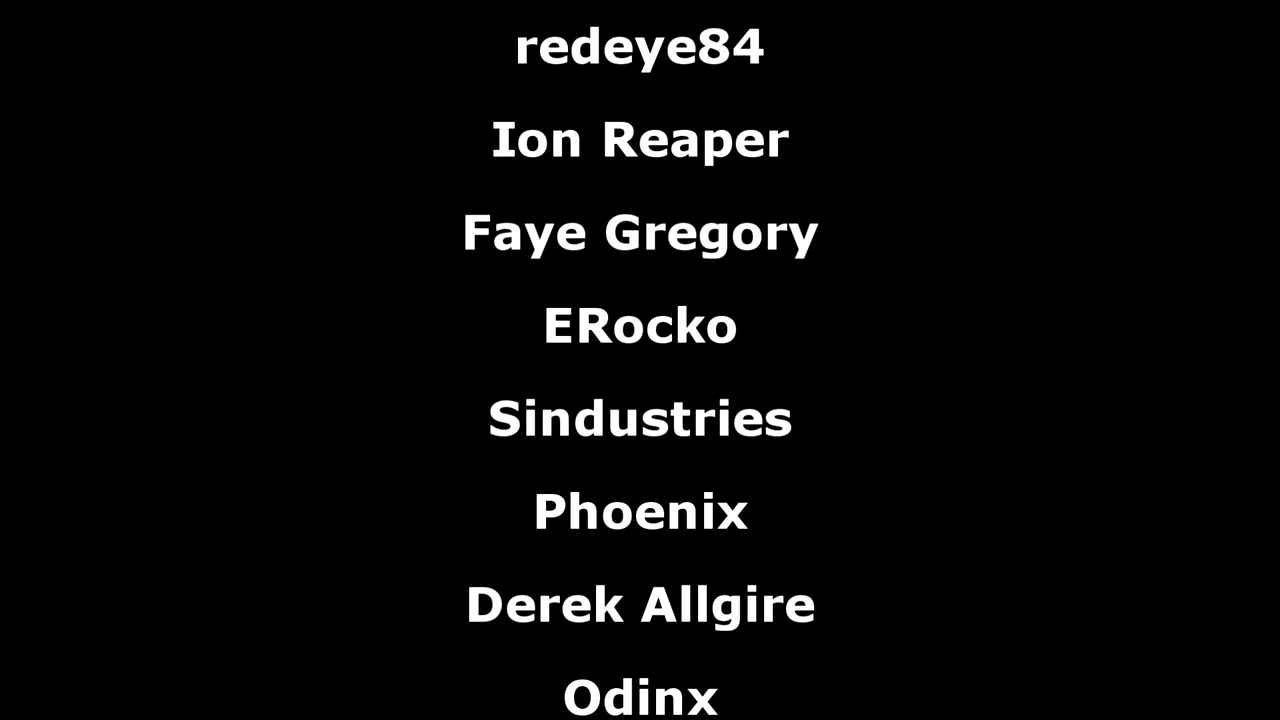 redeye84
Ion Reaper
Faye Gregory
ERocko
Sindustries
Phoenix
Derek Allgire
Odinx